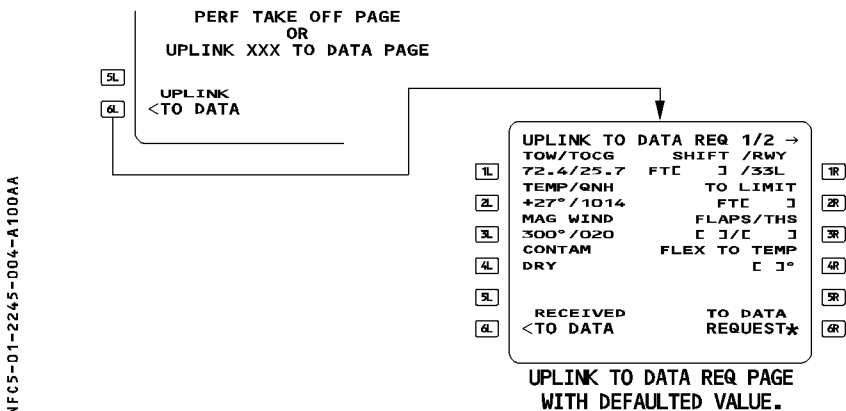 PERF TAKE OFF PAGE
OR
UPLINK XXX TO DATA PAGE
5L
UPLINK
6L <TO DATA
UPLINK TO DATA REQ 1/2 →
TOW/TOCG SHIFT /RWY
1L 72.4/25.7 FT[ ] /33L 1R
TEMP/QNH TO LIMIT
2L +27°/1014 FT[ ] 2R
MAG WIND FLAPS/THS
3L 300°/020 [ ]/[ ] 3R
CONTAM FLEX TO TEMP
4L DRY [ ]° 4R
5L 5R
RECEIVED TO DATA
6L <TO DATA REQUEST* 6R
UPLINK TO DATA REQ PAGE
WITH DEFAULTED VALUE.
NFC5-01-2245-004-A100AA